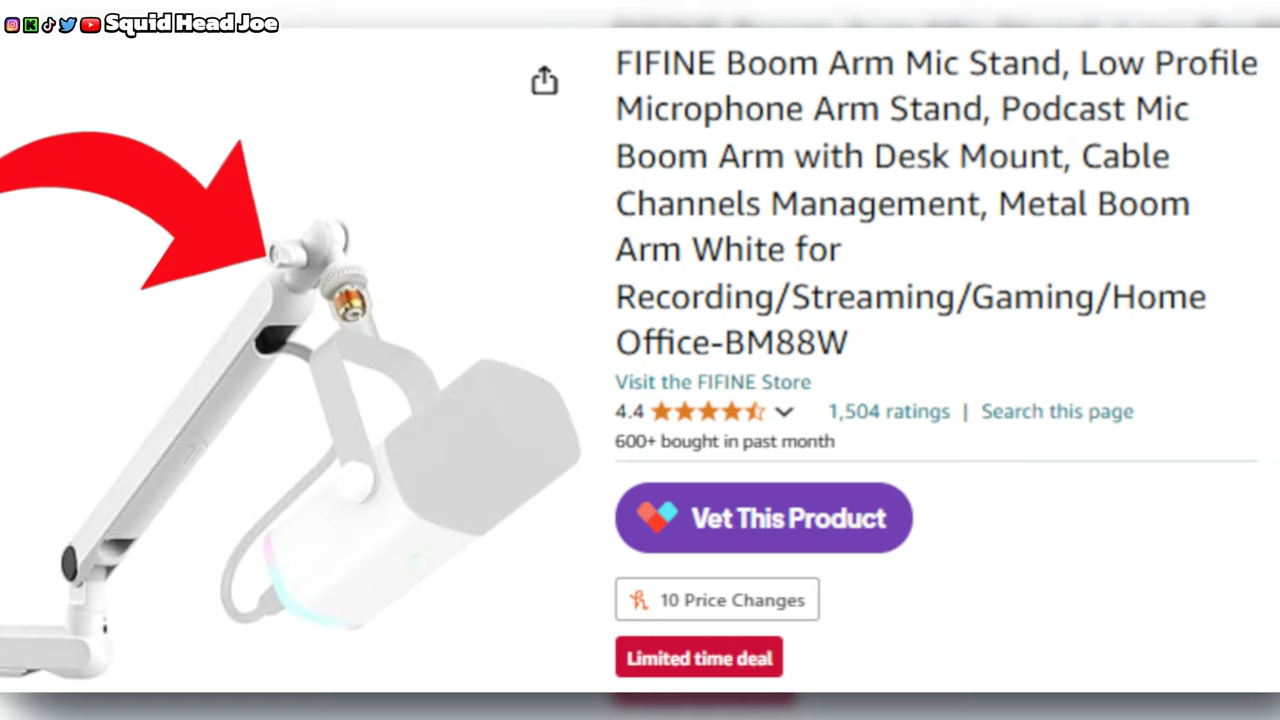 Squid Head Joe
FIFINE Boom Arm Mic Stand, Low Profile
Microphone Arm Stand, Podcast Mic
Boom Arm with Desk Mount, Cable
Channels Management, Metal Boom
Arm White for
Recording/Streaming/Gaming/Home
Office-BM88W
Visit the FIFINE Store
4.4 1,504 ratings | Search this page
600+ bought in past month
Vet This Product
10 Price Changes
Limited time deal